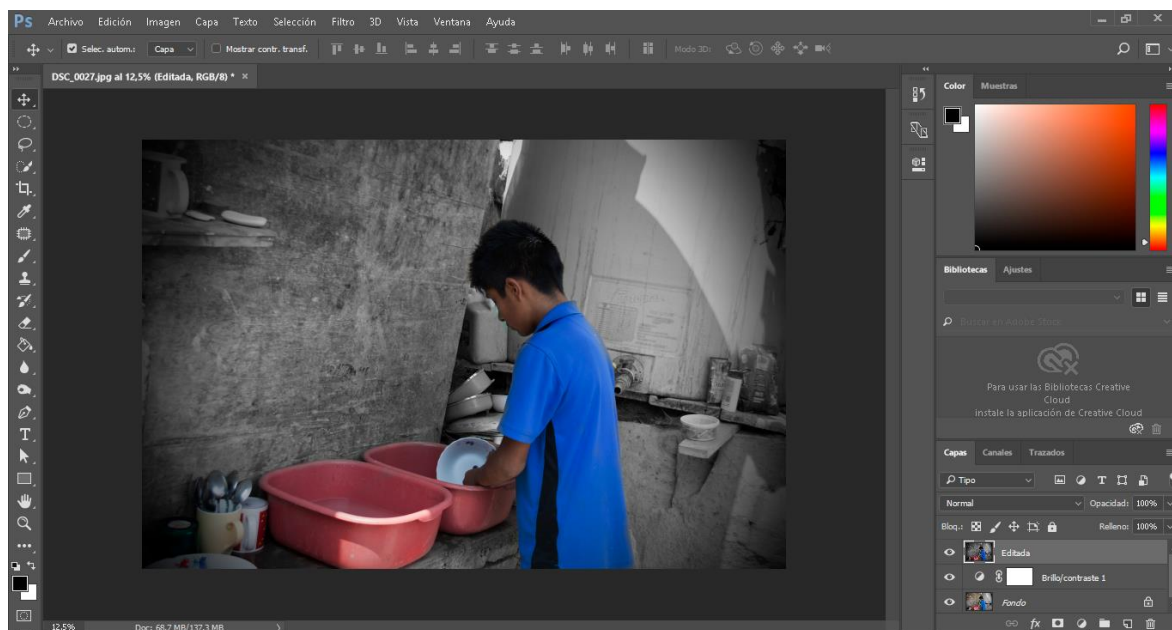 Ps Archivo Edición Imagen Capa Texto Selección Filtro 3D Vista Ventana Ayuda
Selec. autom.: Capa Mostrar contr. transf. Modo 3D:
DSC_0027.jpg al 12,5% (Editada, RGB/8) * ×
Color Muestras
Bibliotecas Ajustes
Buscar en Adobe Stock
Para usar las Bibliotecas Creative
Cloud
instale la aplicación de Creative Cloud
Capas Canales Trazados
Tipo
Normal Opacidad: 100%
Bloq.: Relleno: 100%
Editada
Brillo/contraste 1
Fondo
fx
12,5% Doc: 68,7 MB/137,3 MB